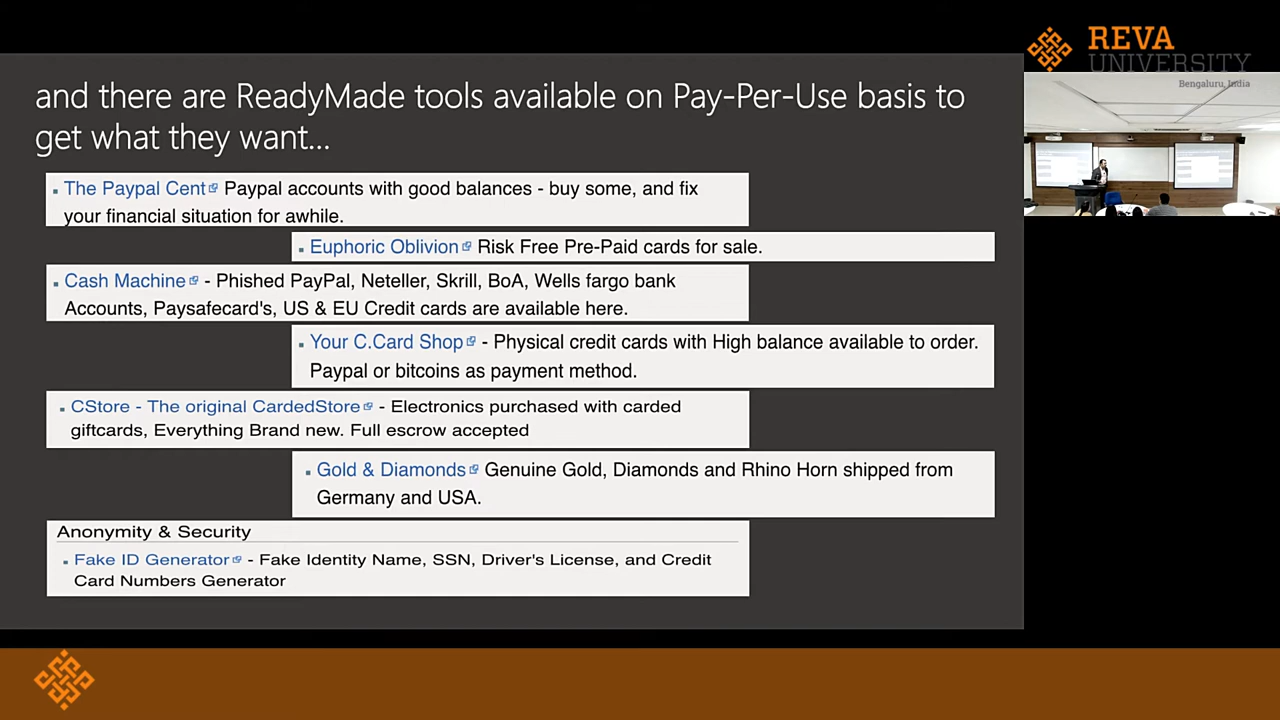 REVA
UNIVERSITY
Bengaluru, India
and there are ReadyMade tools available on Pay-Per-Use basis to
get what they want...
The Paypal Cent Paypal accounts with good balances - buy some, and fix
your financial situation for awhile.
Euphoric Oblivion Risk Free Pre-Paid cards for sale.
Cash Machine - Phished PayPal, Neteller, Skrill, BoA, Wells fargo bank
Accounts, Paysafecard's, US & EU Credit cards are available here.
Your C.Card Shop - Physical credit cards with High balance available to order.
Paypal or bitcoins as payment method.
CStore - The original CardedStore - Electronics purchased with carded
giftcards, Everything Brand new. Full escrow accepted
Gold & Diamonds Genuine Gold, Diamonds and Rhino Horn shipped from
Germany and USA.
Anonymity & Security
Fake ID Generator - Fake Identity Name, SSN, Driver's License, and Credit
Card Numbers Generator